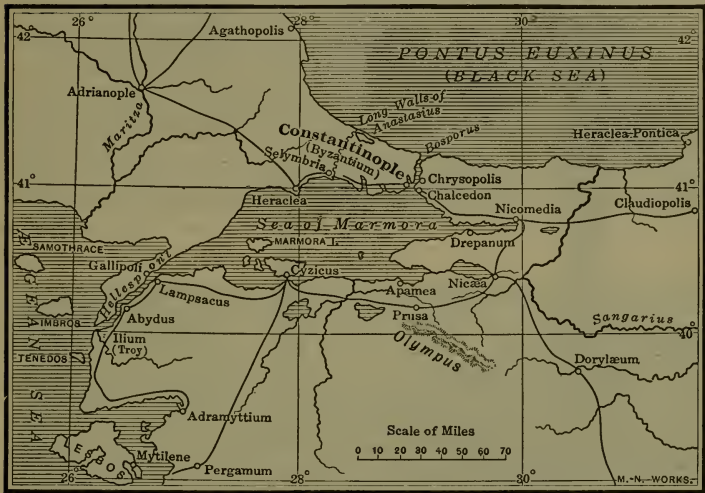 26° 28° 30°
42° 42°
Agathopolis
PONTUS EUXINUS
(BLACK SEA)
Adrianople
Maritza
Long Walls of
Anastasius
Bosporus
Heraclea Pontica
Constantinople
(Byzantium)
Selymbria
41° 41°
Chrysopolis
Chalcedon
Heraclea
Nicomedia
Claudiopolis
Sea of Marmora
MARMORA I.
Drepanum
SAMOTHRACE
Gallipoli
Hellespont
Cyzicus
Nicæa
Lampsacus
Apamea
Prusa
Sangarius
IMBROS
Abydus
Olympus
40°
Ilium
(Troy)
TENEDOS
Dorylæum
ÆGEAN SEA
Adramyttium
Scale of Miles
0 10 20 30 40 50 60 70
LESBOS
Mytilene
Pergamum
26° 28° 30°
M.-N. WORKS.